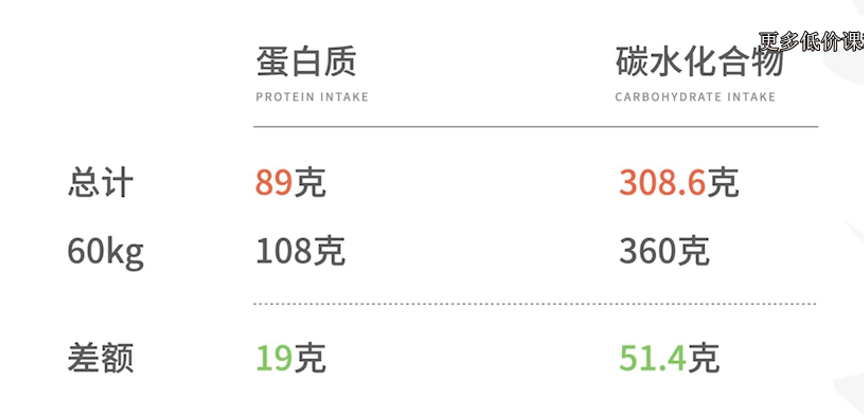 更多低价课
蛋白质 碳水化合物
PROTEIN INTAKE CARBOHYDRATE INTAKE
总计 89克 308.6克
60kg 108克 360克
差额 19克 51.4克